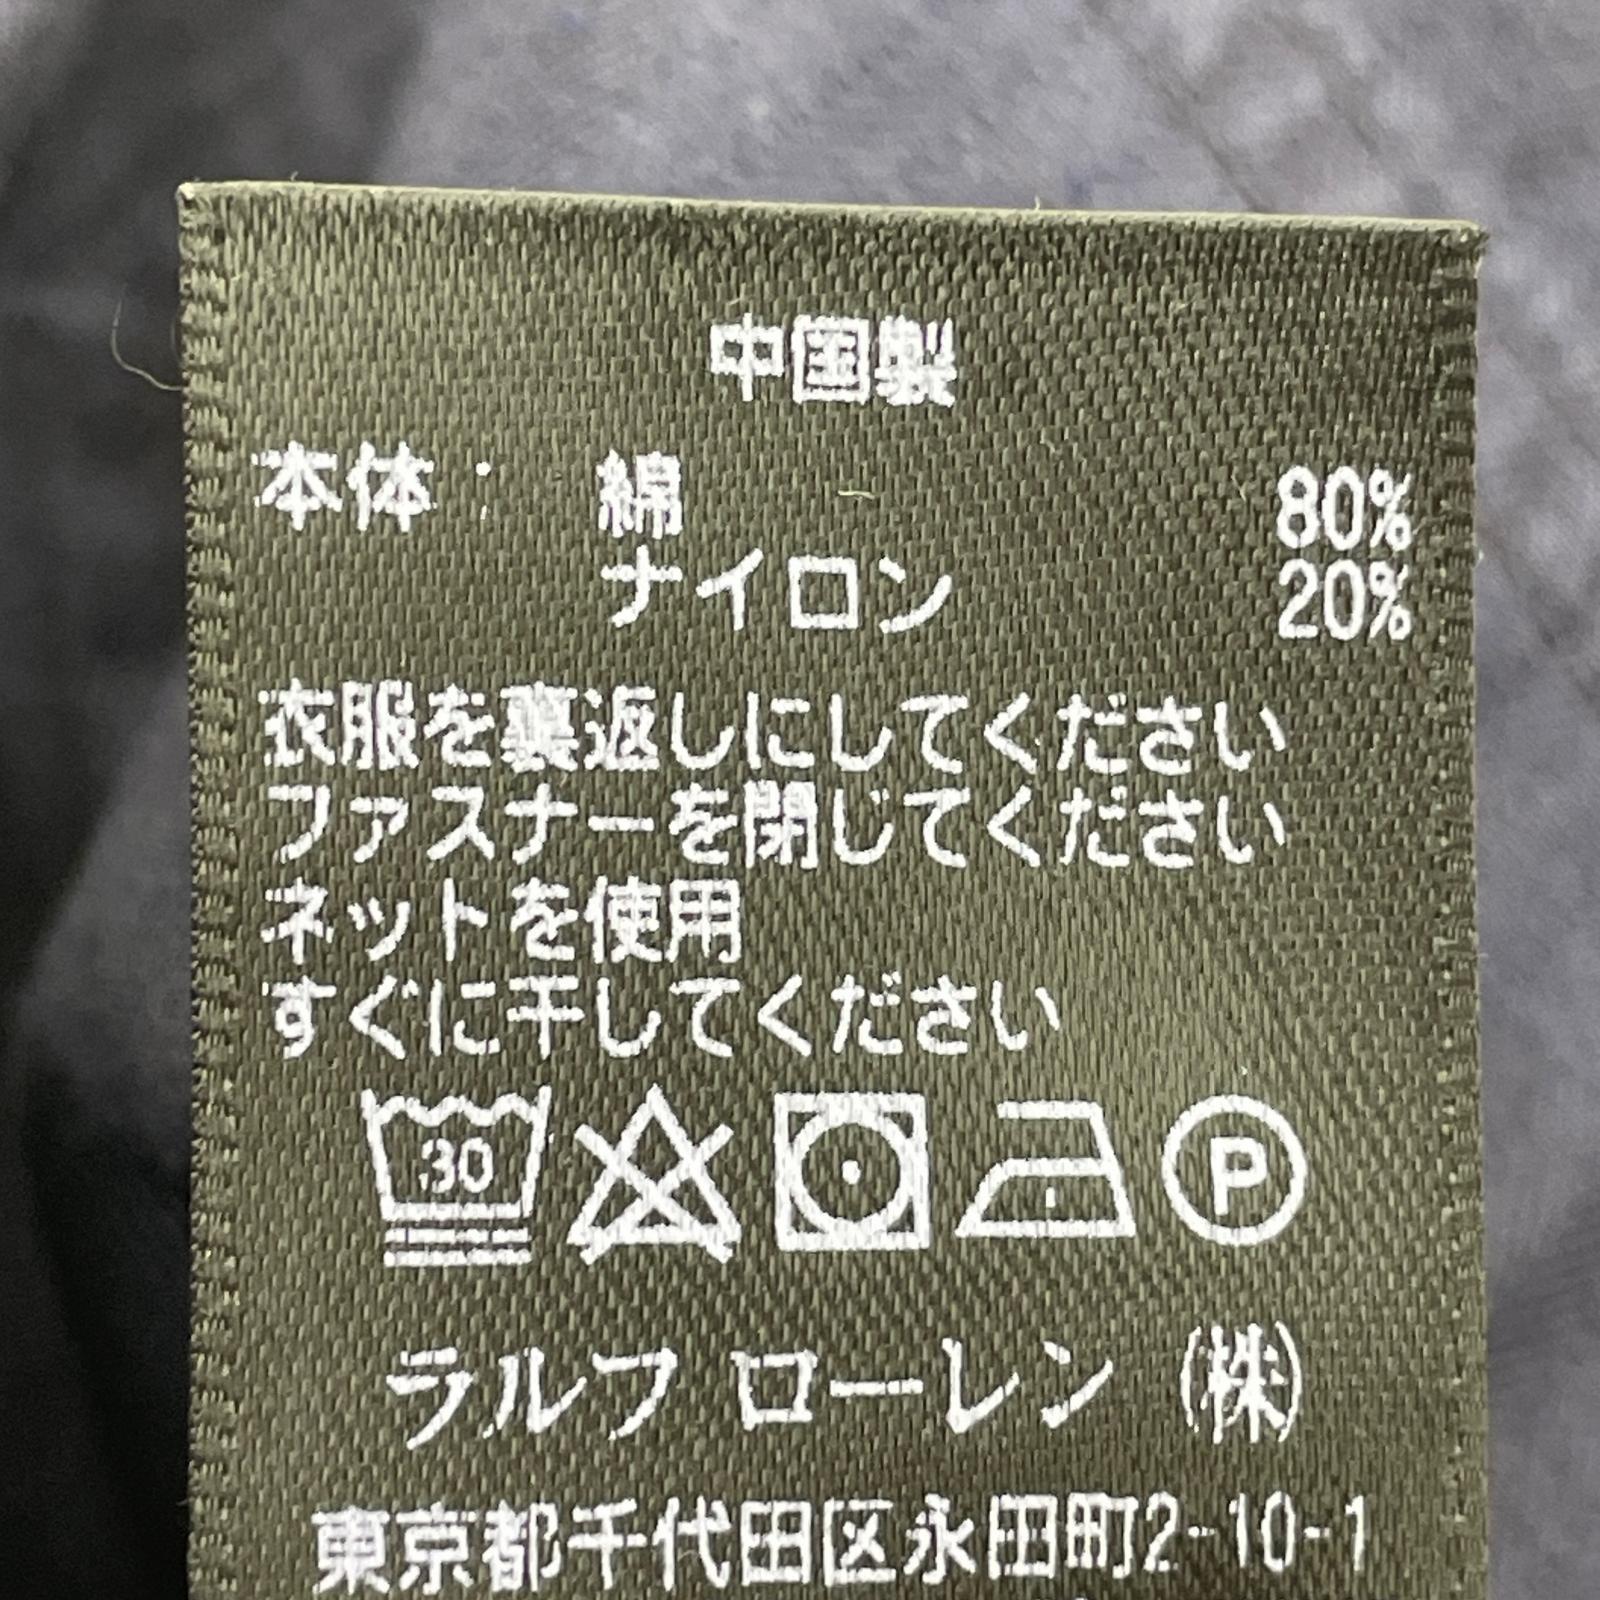 中国製
本体： 綿 80%
ナイロン 20%
衣服を裏返しにしてください
ファスナーを閉じてください
ネットを使用
すぐに干してください
30 P
ラルフ ローレン (株)
東京都千代田区永田町2-10-1